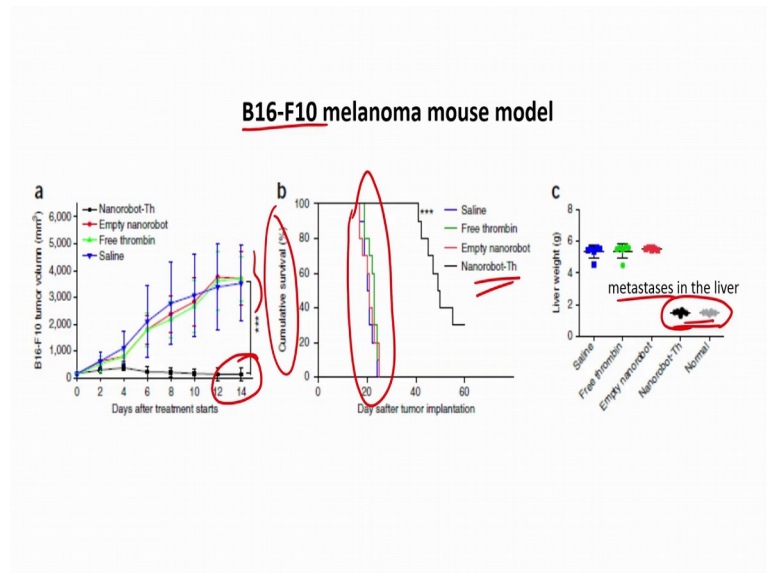 B16-F10 melanoma mouse model
a
B16-F10 tumor volumn (mm³)
6,000
5,000
4,000
3,000
2,000
1,000
0
0 2 4 6 8 10 12 14
Days after treatment starts
Nanorobot-Th
Empty nanorobot
Free thrombin
Saline
***
b
Cumulative survival (%)
100
80
60
40
20
0
0 20 40 60
Day safter tumor implantation
***
Saline
Free thrombin
Empty nanorobot
Nanorobot-Th
c
Liver weight (g)
8
6
4
2
0
metastases in the liver
Saline
Free thrombin
Empty nanorobot
Nanorobot-Th
Normal